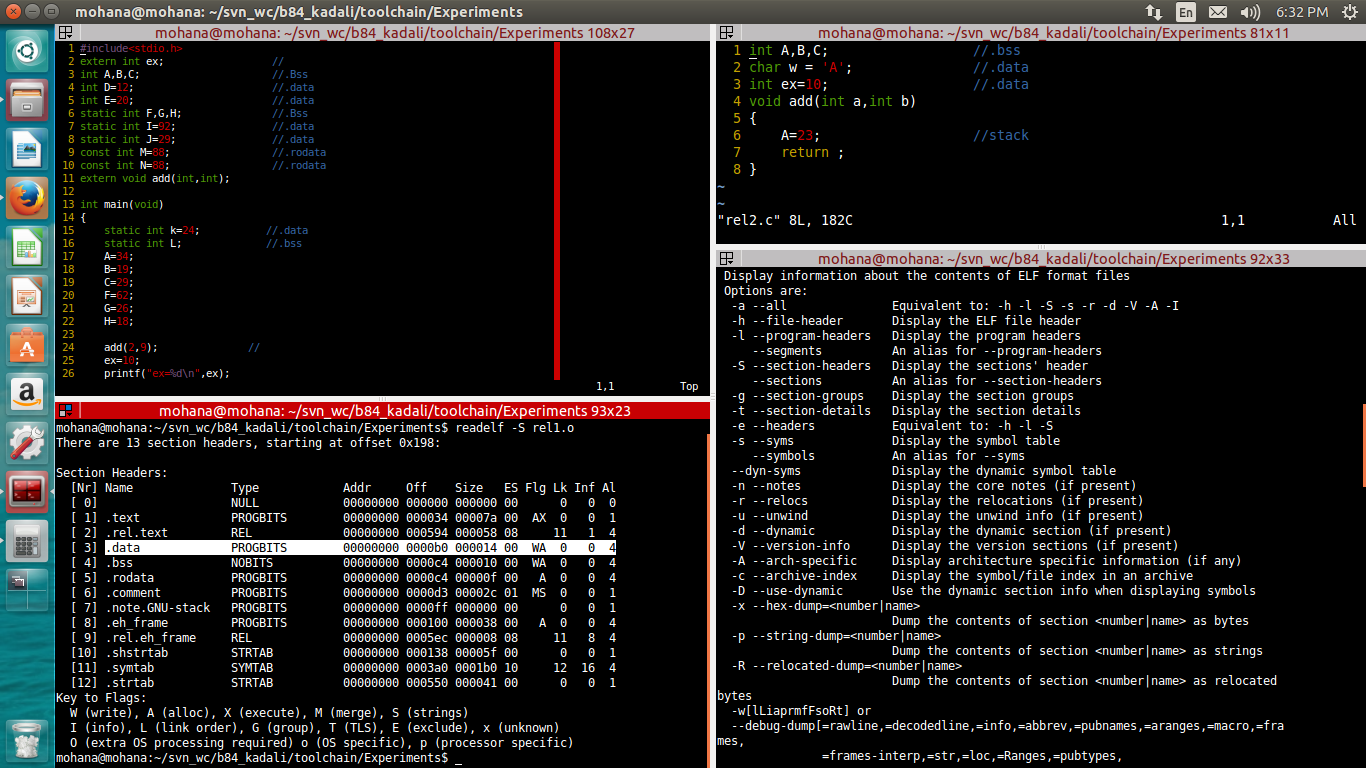 mohana@mohana: ~/svn_wc/b84_kadali/toolchain/Experiments
En
6:32 PM
mohana@mohana: ~/svn_wc/b84_kadali/toolchain/Experiments 108x27
1 #include<stdio.h>
2 extern int ex; //
3 int A,B,C; //.Bss
4 int D=12; //.data
5 int E=20; //.data
6 static int F,G,H; //.Bss
7 static int I=92; //.data
8 static int J=29; //.data
9 const int M=88; //.rodata
10 const int N=88; //.rodata
11 extern void add(int,int);
12
13 int main(void)
14 {
15 static int k=24; //.data
16 static int L; //.bss
17 A=34;
18 B=19;
19 C=29;
20 F=62;
21 G=26;
22 H=18;
23
24 add(2,9); //
25 ex=10;
26 printf("ex=%d\n",ex);
1,1 Top
mohana@mohana: ~/svn_wc/b84_kadali/toolchain/Experiments 93x23
mohana@mohana:~/svn_wc/b84_kadali/toolchain/Experiments$ readelf -S rel1.o
There are 13 section headers, starting at offset 0x198:
Section Headers:
[Nr] Name Type Addr Off Size ES Flg Lk Inf Al
[ 0] NULL 00000000 000000 000000 00 0 0 0
[ 1] .text PROGBITS 00000000 000034 00007a 00 AX 0 0 1
[ 2] .rel.text REL 00000000 000594 000058 08 11 1 4
[ 3] .data PROGBITS 00000000 0000b0 000014 00 WA 0 0 4
[ 4] .bss NOBITS 00000000 0000c4 000010 00 WA 0 0 4
[ 5] .rodata PROGBITS 00000000 0000c4 00000f 00 A 0 0 4
[ 6] .comment PROGBITS 00000000 0000d3 00002c 01 MS 0 0 1
[ 7] .note.GNU-stack PROGBITS 00000000 0000ff 000000 00 0 0 1
[ 8] .eh_frame PROGBITS 00000000 000100 000038 00 A 0 0 4
[ 9] .rel.eh_frame REL 00000000 0005ec 000008 08 11 8 4
[10] .shstrtab STRTAB 00000000 000138 00005f 00 0 0 1
[11] .symtab SYMTAB 00000000 0003a0 0001b0 10 12 16 4
[12] .strtab STRTAB 00000000 000550 000041 00 0 0 1
Key to Flags:
W (write), A (alloc), X (execute), M (merge), S (strings)
I (info), L (link order), G (group), T (TLS), E (exclude), x (unknown)
O (extra OS processing required) o (OS specific), p (processor specific)
mohana@mohana:~/svn_wc/b84_kadali/toolchain/Experiments$ _
mohana@mohana: ~/svn_wc/b84_kadali/toolchain/Experiments 81x11
1 int A,B,C; //.bss
2 char w = 'A'; //.data
3 int ex=10; //.data
4 void add(int a,int b)
5 {
6 A=23; //stack
7 return ;
8 }
~
~
"rel2.c" 8L, 182C 1,1 All
mohana@mohana: ~/svn_wc/b84_kadali/toolchain/Experiments 92x33
Display information about the contents of ELF format files
Options are:
-a --all Equivalent to: -h -l -S -s -r -d -V -A -I
-h --file-header Display the ELF file header
-l --program-headers Display the program headers
--segments An alias for --program-headers
-S --section-headers Display the sections' header
--sections An alias for --section-headers
-g --section-groups Display the section groups
-t --section-details Display the section details
-e --headers Equivalent to: -h -l -S
-s --syms Display the symbol table
--symbols An alias for --syms
--dyn-syms Display the dynamic symbol table
-n --notes Display the core notes (if present)
-r --relocs Display the relocations (if present)
-u --unwind Display the unwind info (if present)
-d --dynamic Display the dynamic section (if present)
-V --version-info Display the version sections (if present)
-A --arch-specific Display architecture specific information (if any)
-c --archive-index Display the symbol/file index in an archive
-D --use-dynamic Use the dynamic section info when displaying symbols
-x --hex-dump=<number|name>
Dump the contents of section <number|name> as bytes
-p --string-dump=<number|name>
Dump the contents of section <number|name> as strings
-R --relocated-dump=<number|name>
Dump the contents of section <number|name> as relocated
bytes
-w[lLiaprmfFsoRt] or
--debug-dump[=rawline,=decodedline,=info,=abbrev,=pubnames,=aranges,=macro,=fra
mes,
=frames-interp,=str,=loc,=Ranges,=pubtypes,